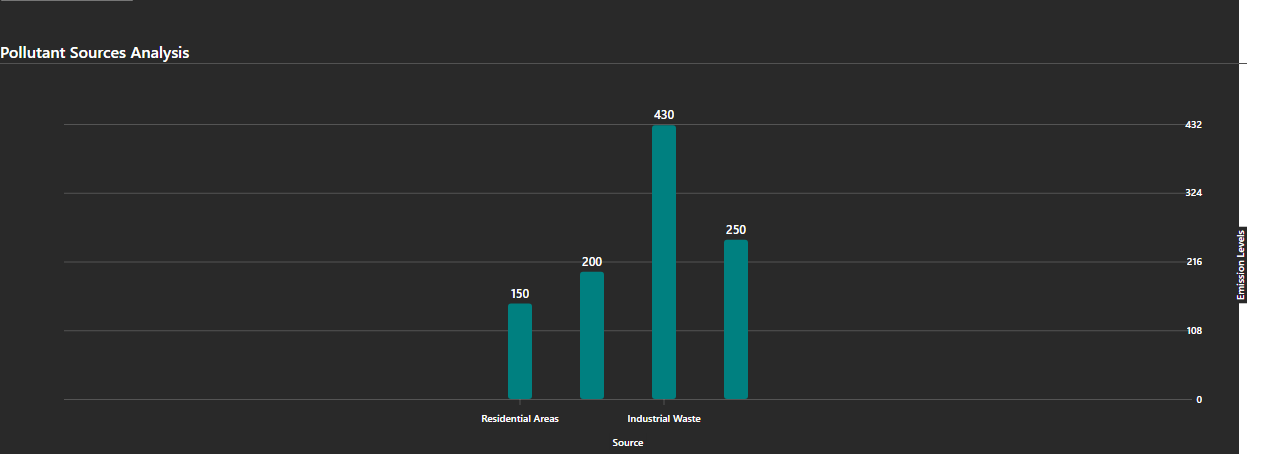 Pollutant Sources Analysis
430
432
324
250
Emission Levels
200
216
150
108
0
Residential Areas
Industrial Waste
Source